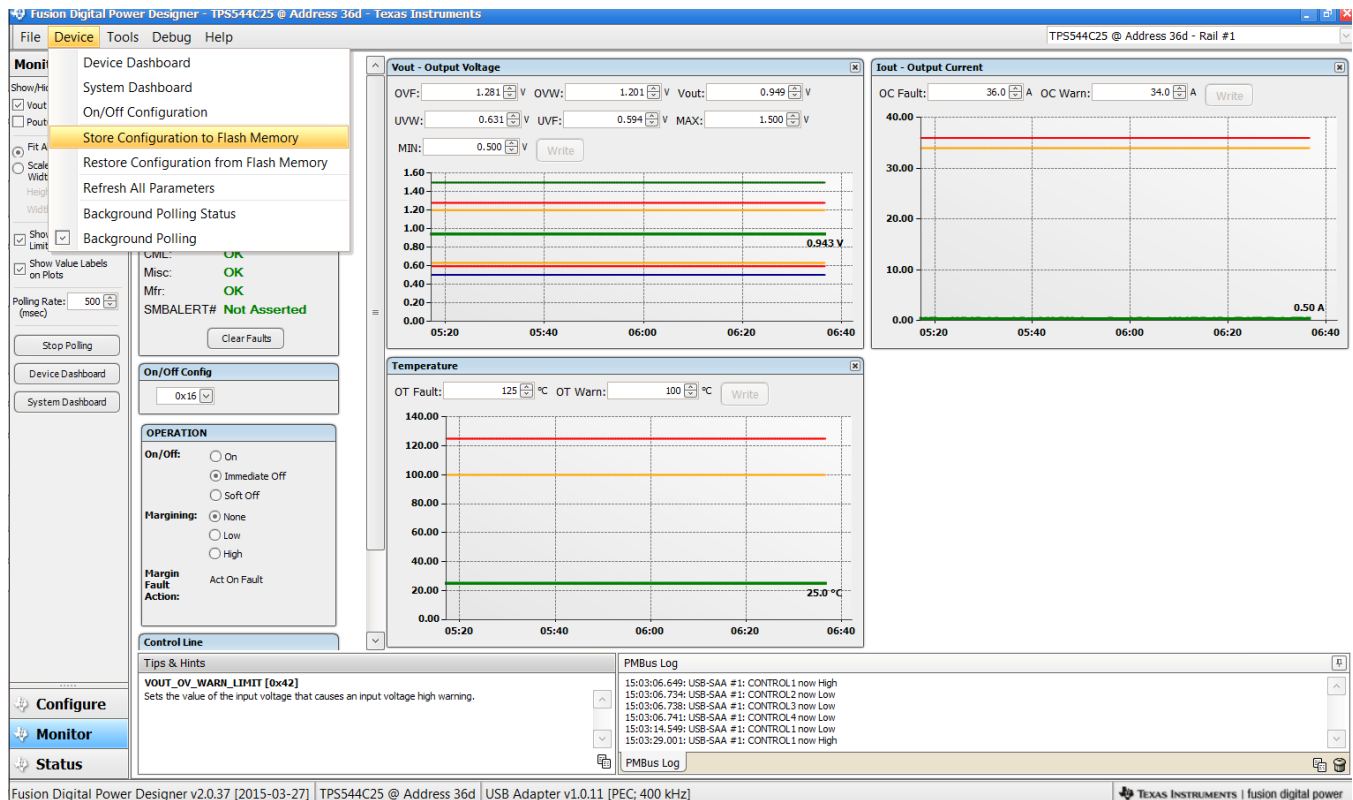 Fusion Digital Power Designer - TPS544C25 @ Address 36d - Texas Instruments
File Device Tools Debug Help
TPS544C25 @ Address 36d - Rail #1
Device Dashboard
System Dashboard
On/Off Configuration
Store Configuration to Flash Memory
Restore Configuration from Flash Memory
Refresh All Parameters
Background Polling Status
Background Polling
Vout
Fit
Scale
Show Value Labels
on Plots
Polling Rate: 500
(msec)
Stop Polling
Device Dashboard
System Dashboard
CML: OK
Misc: OK
Mfr: OK
SMBALERT# Not Asserted
Clear Faults
On/Off Config
0x16
OPERATION
On/Off: On
Immediate Off
Soft Off
Margining: None
Low
High
Margin
Fault
Action:
Act On Fault
Control Line
Vout - Output Voltage
OVF: 1.281 V OVW: 1.201 V Vout: 0.949 V
UVW: 0.631 V UVF: 0.594 V MAX: 1.500 V
MIN: 0.500 V Write
1.60
1.40
1.20
1.00
0.80
0.60
0.40
0.20
0.00
0.943 V
05:20 05:40 06:00 06:20 06:40
Iout - Output Current
OC Fault: 36.0 A OC Warn: 34.0 A Write
40.00
30.00
20.00
10.00
0.00
0.50 A
05:20 05:40 06:00 06:20 06:40
Temperature
OT Fault: 125 ºC OT Warn: 100 ºC Write
140.00
120.00
100.00
80.00
60.00
40.00
20.00
0.00
25.0 ºC
05:20 05:40 06:00 06:20 06:40
Tips & Hints
VOUT_OV_WARN_LIMIT [0x42]
Sets the value of the input voltage that causes an input voltage high warning.
PMBus Log
15:03:06.649: USB-SAA #1: CONTROL1 now High
15:03:06.734: USB-SAA #1: CONTROL2 now Low
15:03:06.738: USB-SAA #1: CONTROL3 now Low
15:03:06.741: USB-SAA #1: CONTROL4 now Low
15:03:14.549: USB-SAA #1: CONTROL1 now Low
15:03:29.001: USB-SAA #1: CONTROL1 now High
PMBus Log
Configure
Monitor
Status
Fusion Digital Power Designer v2.0.37 [2015-03-27] TPS544C25 @ Address 36d USB Adapter v1.0.11 [PEC; 400 kHz]
TEXAS INSTRUMENTS | fusion digital power